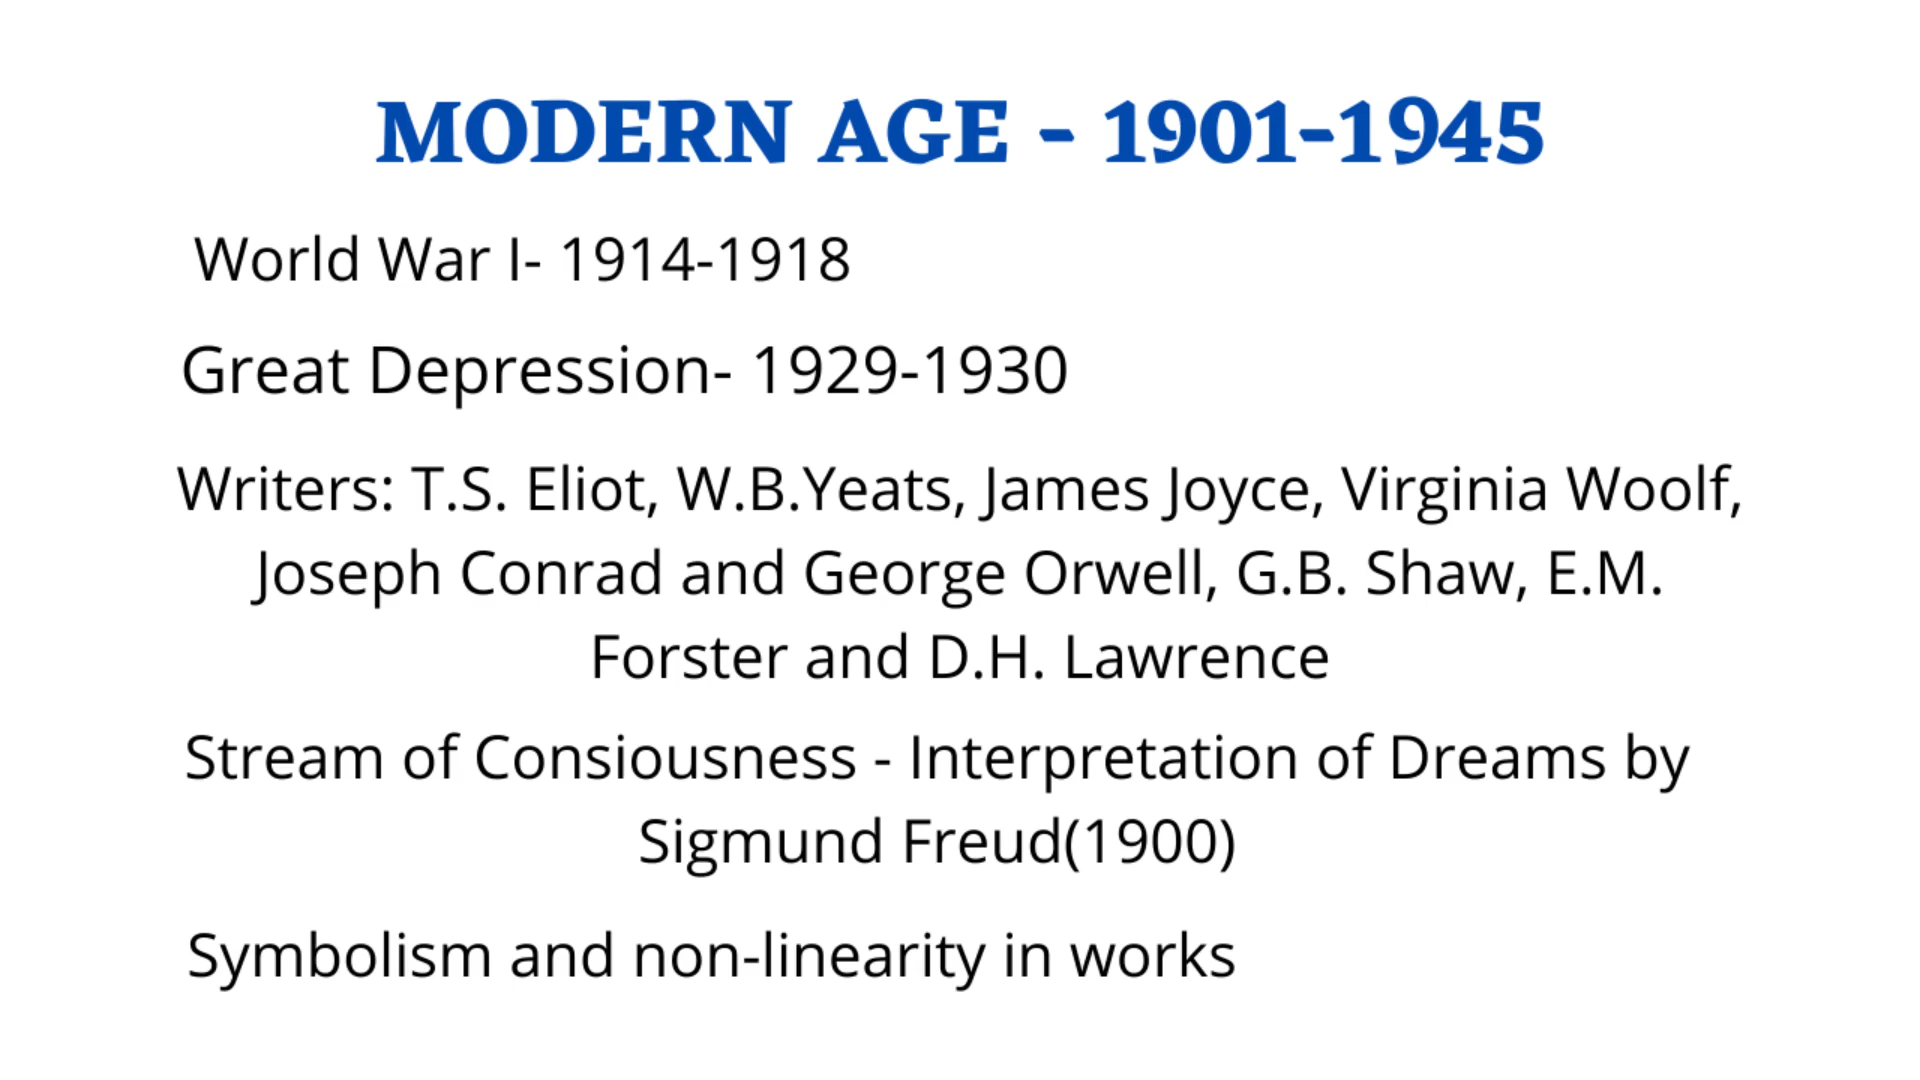 MODERN AGE - 1901-1945
World War I- 1914-1918
Great Depression- 1929-1930
Writers: T.S. Eliot, W.B.Yeats, James Joyce, Virginia Woolf,
Joseph Conrad and George Orwell, G.B. Shaw, E.M.
Forster and D.H. Lawrence
Stream of Consiousness - Interpretation of Dreams by
Sigmund Freud(1900)
Symbolism and non-linearity in works